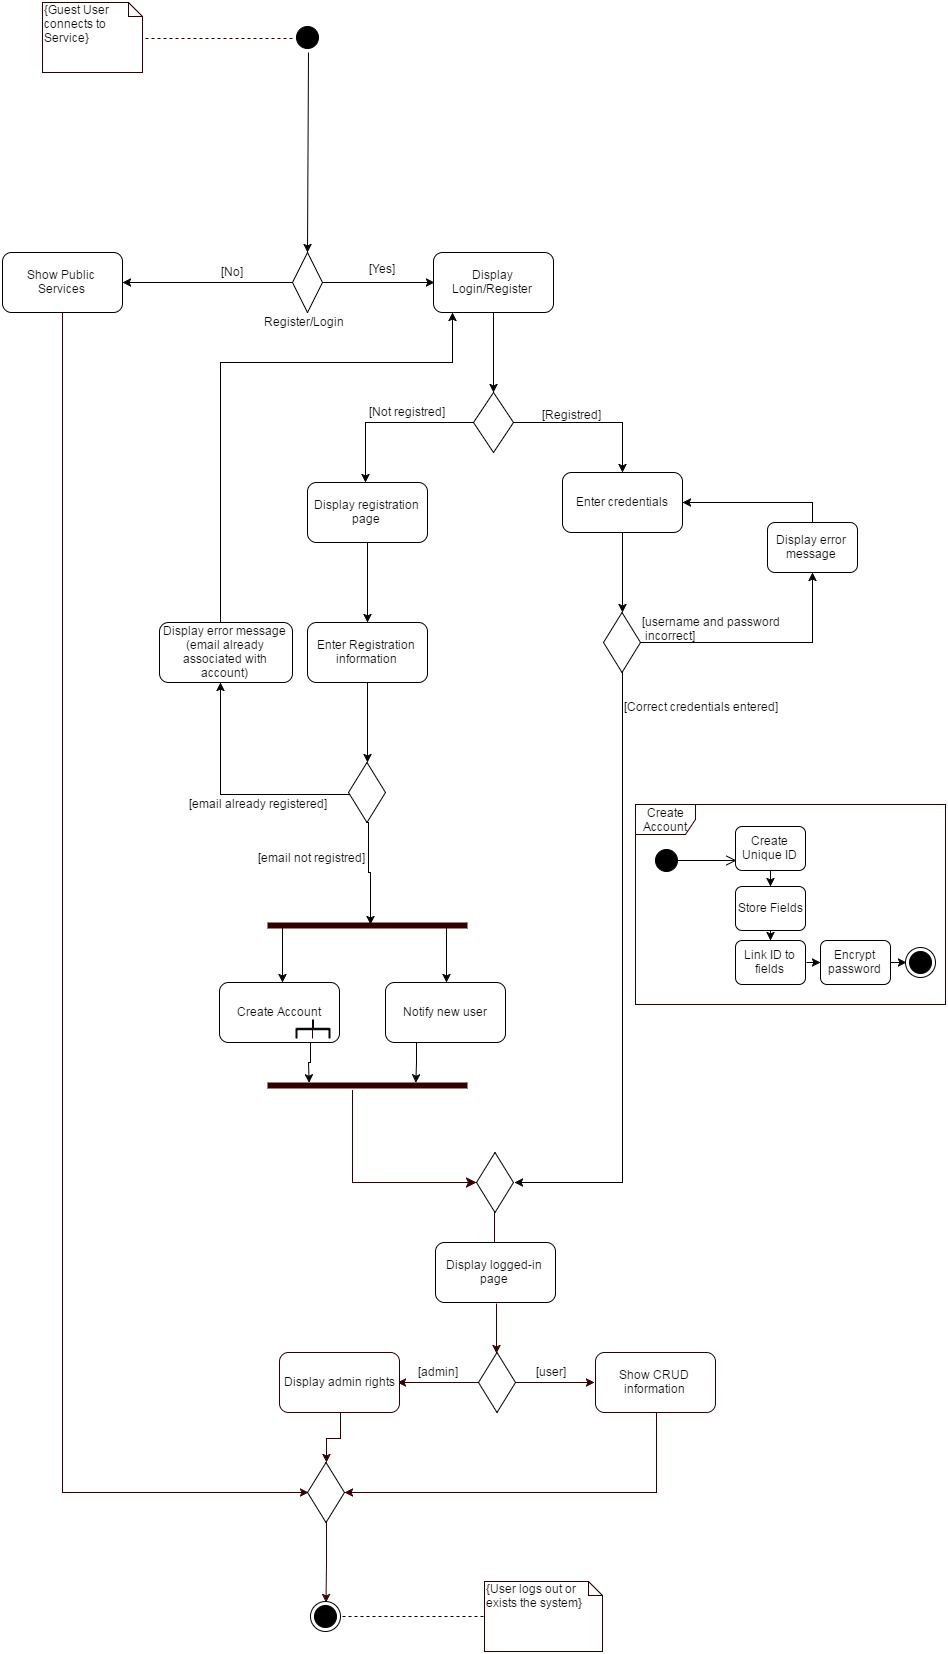 {Guest User
connects to
Service}
Show Public
Services
[No]
[Yes]
Display
Login/Register
Register/Login
[Not registred]
[Registered]
Display registration
page
Enter credentials
Display error
message
Display error message
(email already
associated with
account)
Enter Registration
information
[username and password
incorrect]
[Correct credentials entered]
[email already registered]
[email not registred]
Create
Account
Create
Unique ID
Store Fields
Link ID to
fields
Encrypt
password
Create Account
Notify new user
Display logged-in
page
Display admin rights
[admin]
[user]
Show CRUD
information
{User logs out or
exists the system}